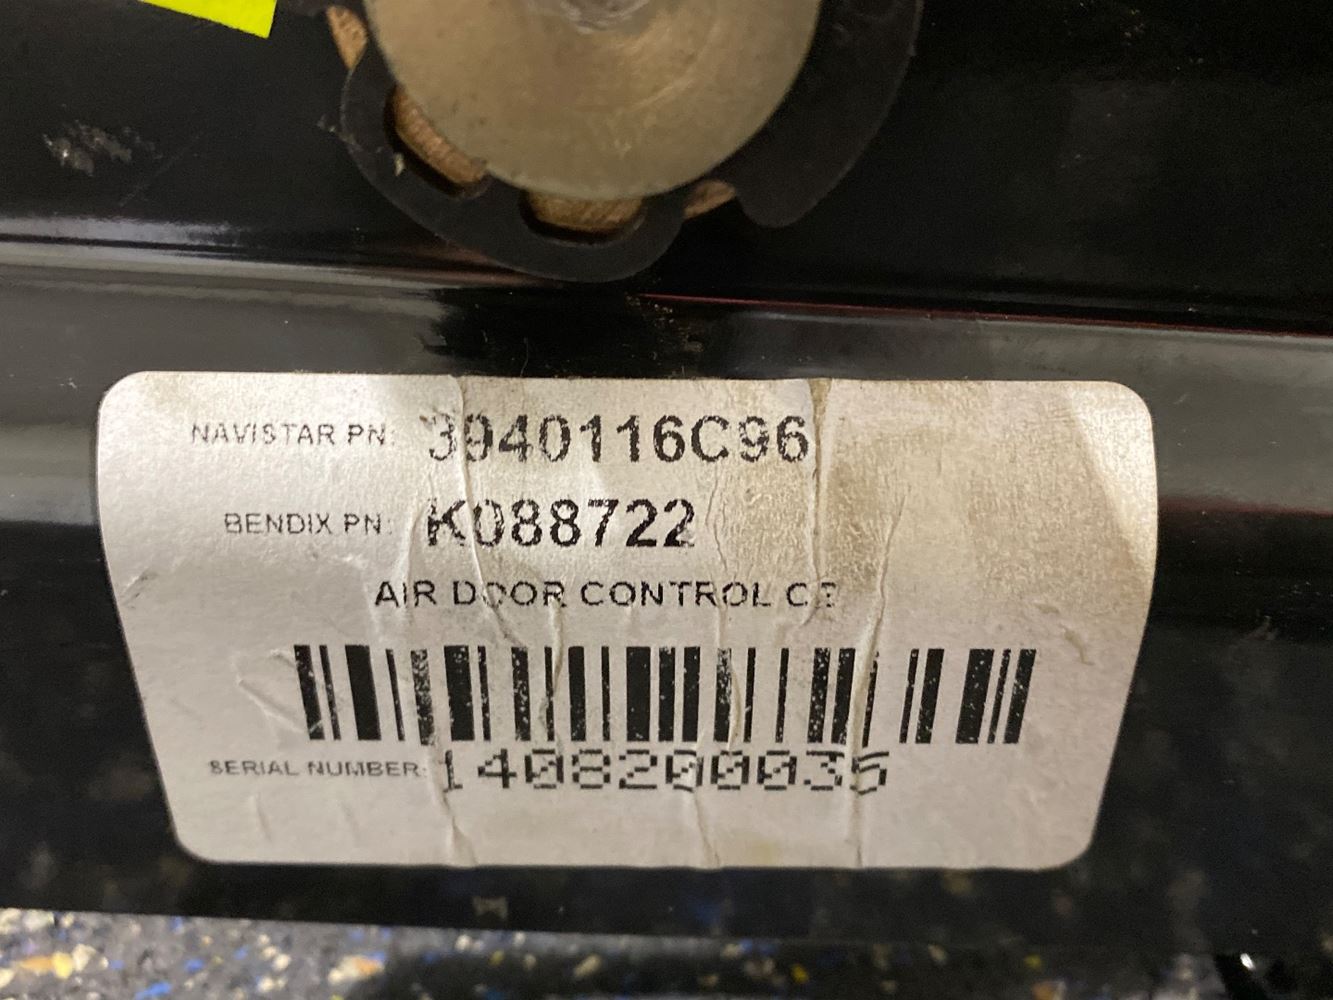 NAVISTAR PN: 3940116C96
BENDIX PN: K088722
AIR DOOR CONTROL
SERIAL NUMBER: 1408200035